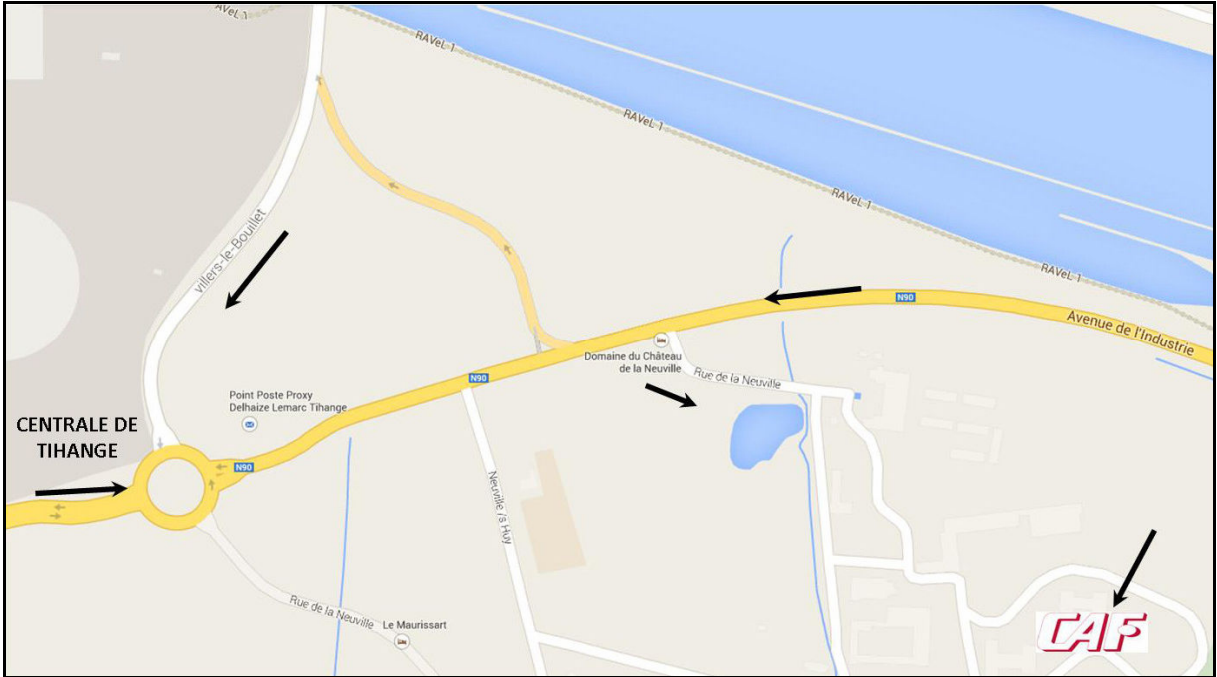 RAVeL 1
RAVeL 1
RAVeL 1
RAVeL 1
RAVeL 1
villers-le-Bouillet
N90
Avenue de l'Industrie
Domaine du Château
de la Neuville
Rue de la Neuville
N90
Point Poste Proxy
Delhaize Lemarc Tihange
CENTRALE DE
TIHANGE
N90
Neuville /s Huy
Rue de la Neuville
Le Maurissart
CAF